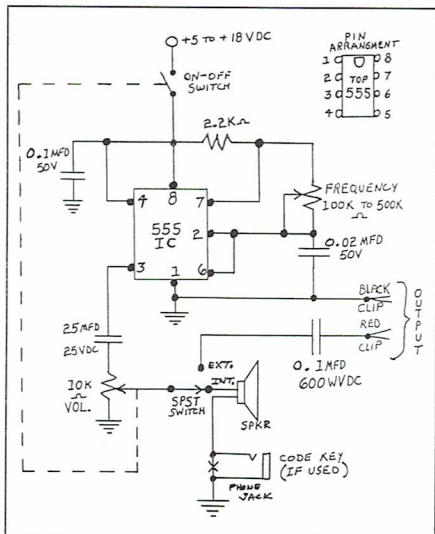 +5 TO +18 VDC
ON-OFF
SWITCH
PIN
ARRANGMENT
1 8
2 TOP 7
3 555 6
4 5
2.2K Ω
0.1MFD
50V
4 8 7
555
IC
2
3 1 6
FREQUENCY
100K TO 500K
Ω
0.02 MFD
50V
BLACK
CLIP
RED
CLIP
OUTPUT
25MFD
25VDC
EXT.
INT.
0.1MFD
600WVDC
10K
Ω
VOL.
SPST
SWITCH
SPKR
CODE KEY
(IF USED)
PHONE
JACK